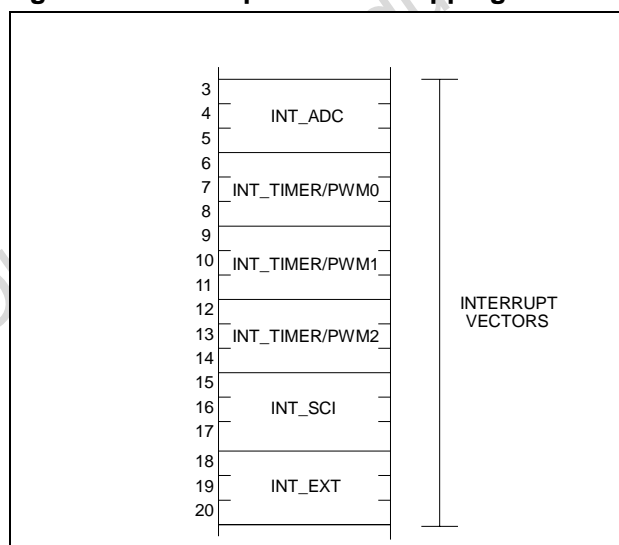 3
4 INT_ADC
5
6
7 INT_TIMER/PWM0
8
9
10 INT_TIMER/PWM1
11
12
13 INT_TIMER/PWM2
14
15
16 INT_SCI
17
18
19 INT_EXT
20
INTERRUPT
VECTORS